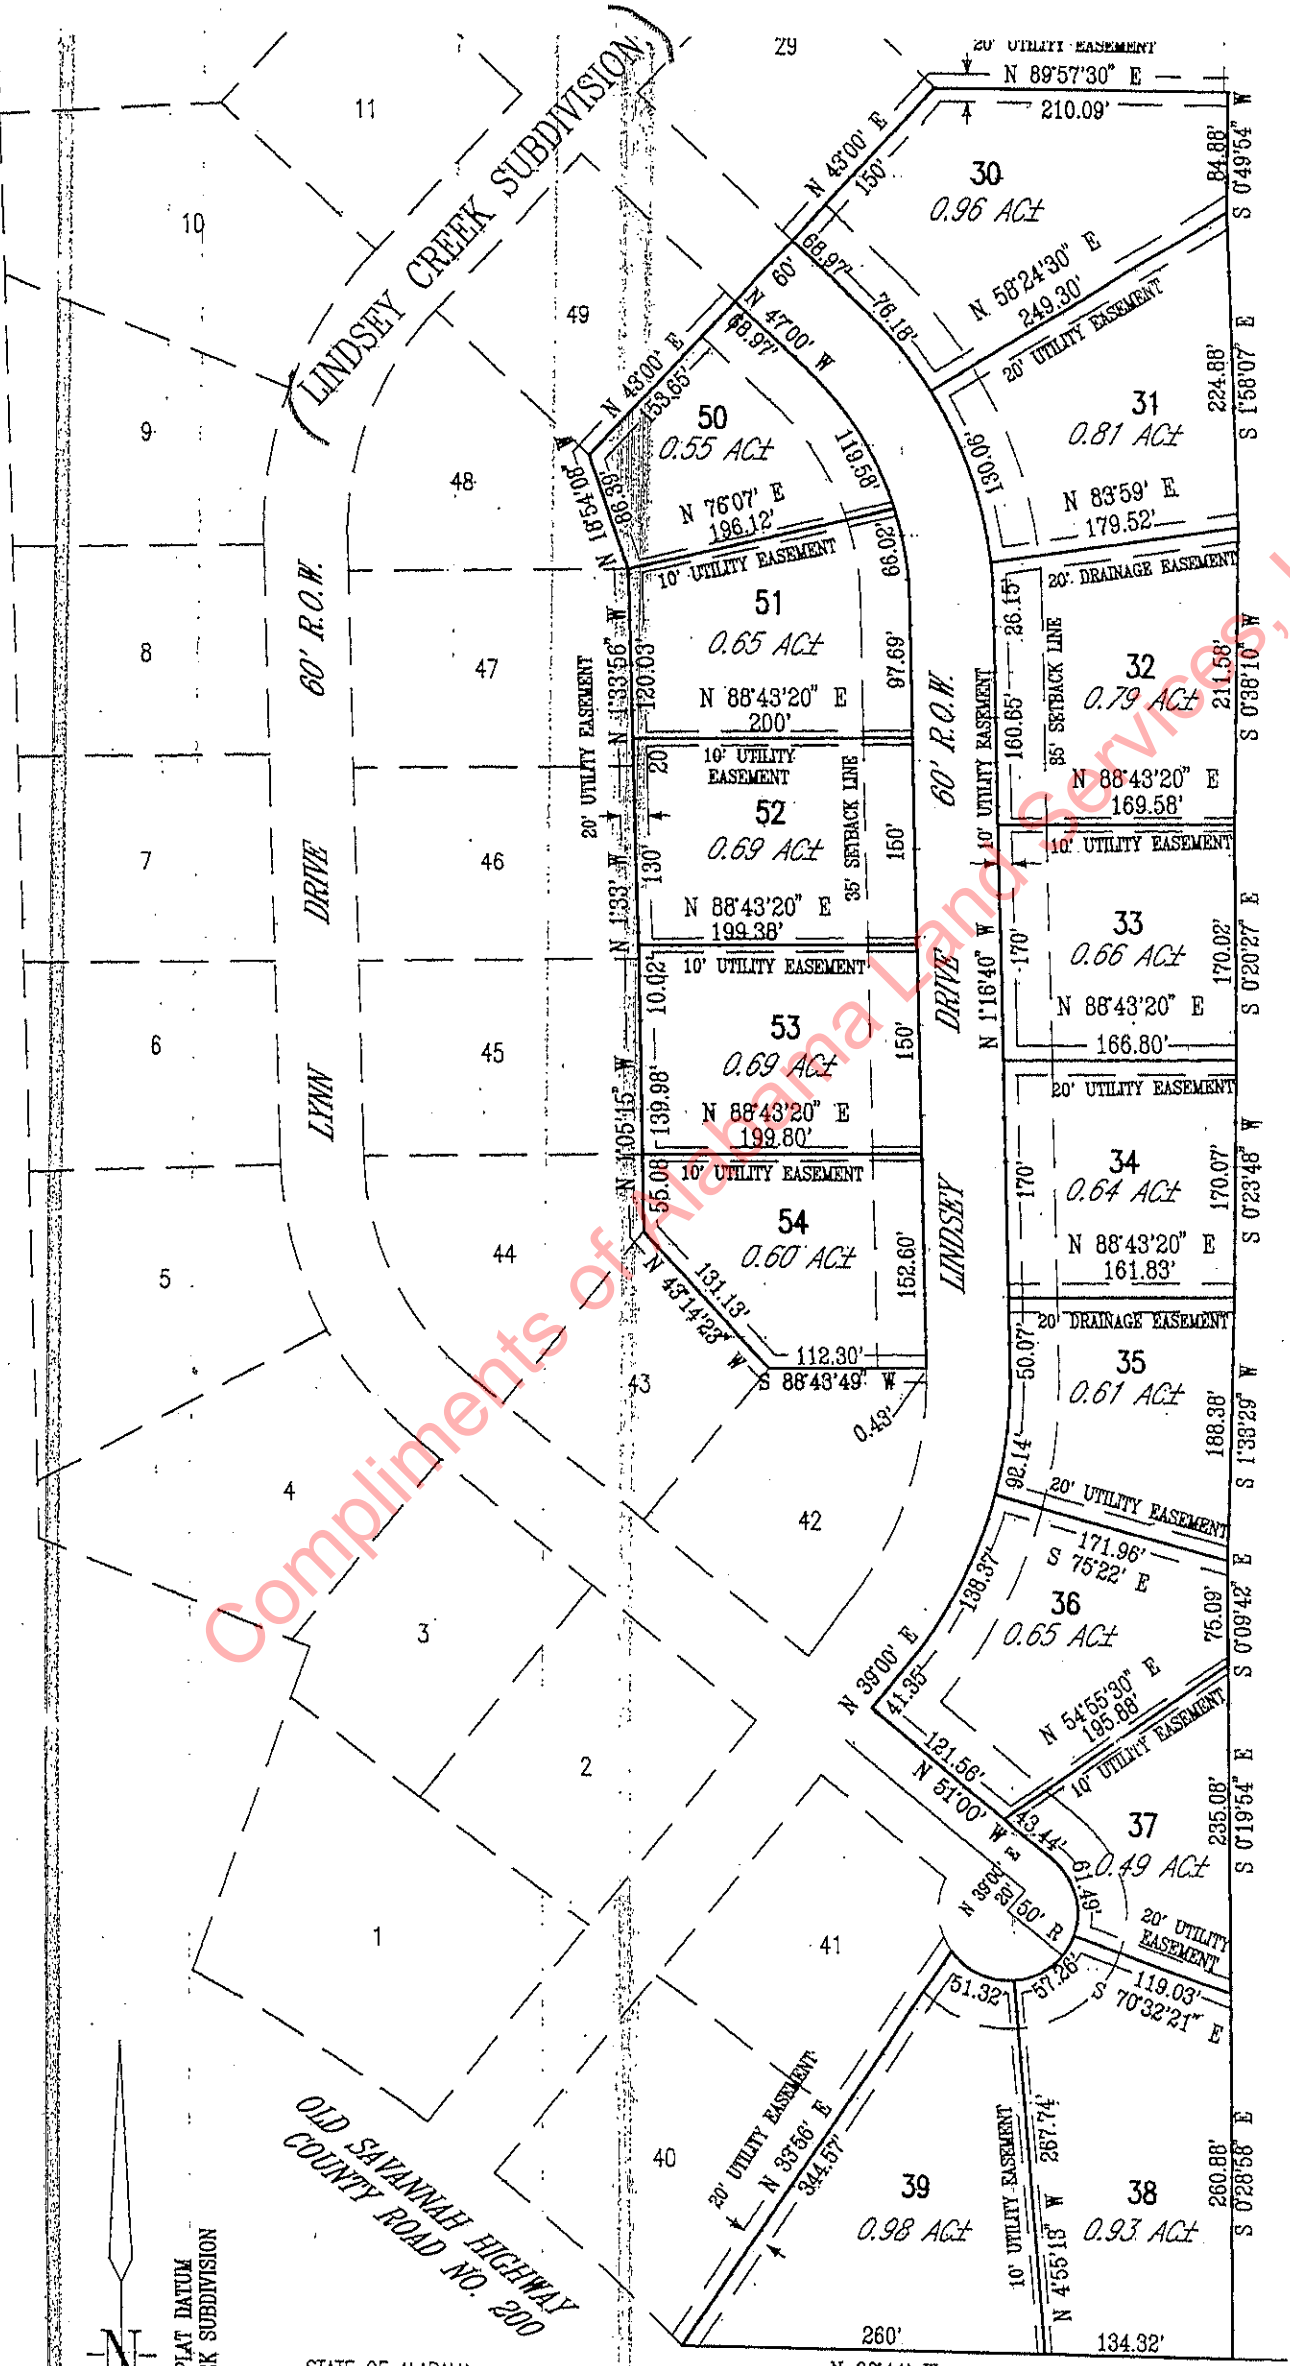 20' UTILITY EASEMENT
N 89°57'30" E
210.09'
29
11
10
9
8
7
6
5
4
3
2
1
49
48
47
46
45
44
43
42
41
40
(LINDSEY CREEK SUBDIVISION)
N 43°00' E
150'
30
0.96 AC±
84.88'
S 0°49'54" W
68.97'
76.18'
N 58°24'30" E
249.30'
20' UTILITY EASEMENT
60'
N 47°00' W
68.97'
N 43°00' E
153.65'
50
0.55 AC±
119.58'
N 18°54'08" W
86.39'
N 76°07' E
196.12'
10' UTILITY EASEMENT
66.02'
31
0.81 AC±
130.06'
224.88'
S 1°58'07" E
N 83°59' E
179.52'
20' DRAINAGE EASEMENT
51
0.65 AC±
N 1°33'56" W
120.03'
97.69'
N 88°43'20" E
200'
10' UTILITY
EASEMENT
20' UTILITY EASEMENT
20'
26.15'
160.65'
35' SETBACK LINE
10' UTILITY EASEMENT
32
0.79 AC±
211.58'
S 0°38'10" W
N 88°43'20" E
169.58'
10' UTILITY EASEMENT
52
0.69 AC±
N 1°33' W
130'
150'
35' SETBACK LINE
N 88°43'20" E
199.38'
10' UTILITY EASEMENT
33
0.66 AC±
N 1°16'40" W
170'
170.02'
S 0°20'27" E
N 88°43'20" E
166.80'
20' UTILITY EASEMENT
10.02'
53
0.69 AC±
N 1°05'15" W
139.98'
150'
N 88°43'20" E
199.80'
10' UTILITY EASEMENT
34
0.64 AC±
170'
170.07'
S 0°23'48" W
N 88°43'20" E
161.83'
20' DRAINAGE EASEMENT
55.08'
54
0.60 AC±
131.13'
N 43°14'23" W
152.60'
112.30'
S 88°43'49" W
0.43'
35
0.61 AC±
50.07'
92.14'
188.38'
S 1°38'29" W
20' UTILITY EASEMENT
171.96'
S 75°22' E
36
0.65 AC±
138.37'
75.09'
S 0°09'42" E
N 39°00' E
41.35'
121.56'
N 51°00' W
N 54°55'30" E
195.88'
10' UTILITY EASEMENT
37
0.49 AC±
43.44'
61.49'
235.08'
S 0°19'54" E
N 39°00' E
20'
50' R
20' UTILITY
EASEMENT
119.03'
S 70°32'21" E
51.32'
57.26'
20' UTILITY EASEMENT
N 33°56' E
344.57'
39
0.98 AC±
10' UTILITY EASEMENT
267.74'
N 4°55'13" W
38
0.93 AC±
260.88'
S 0°28'58" E
260'
134.32'
LYNN DRIVE 60' R.O.W.
LINDSEY DRIVE 60' R.O.W.
OLD SAVANNAH HIGHWAY
COUNTY ROAD NO. 200
N
PLAT DATUM
SUBDIVISION
STATE OF ALABAMA
Compliments of Alabama Land Services,